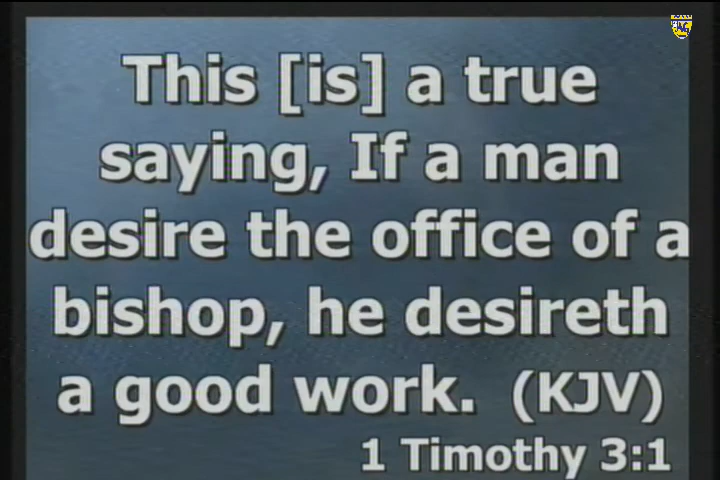 This [is] a true
saying, If a man
desire the office of a
bishop, he desireth
a good work. (KJV)
1 Timothy 3:1